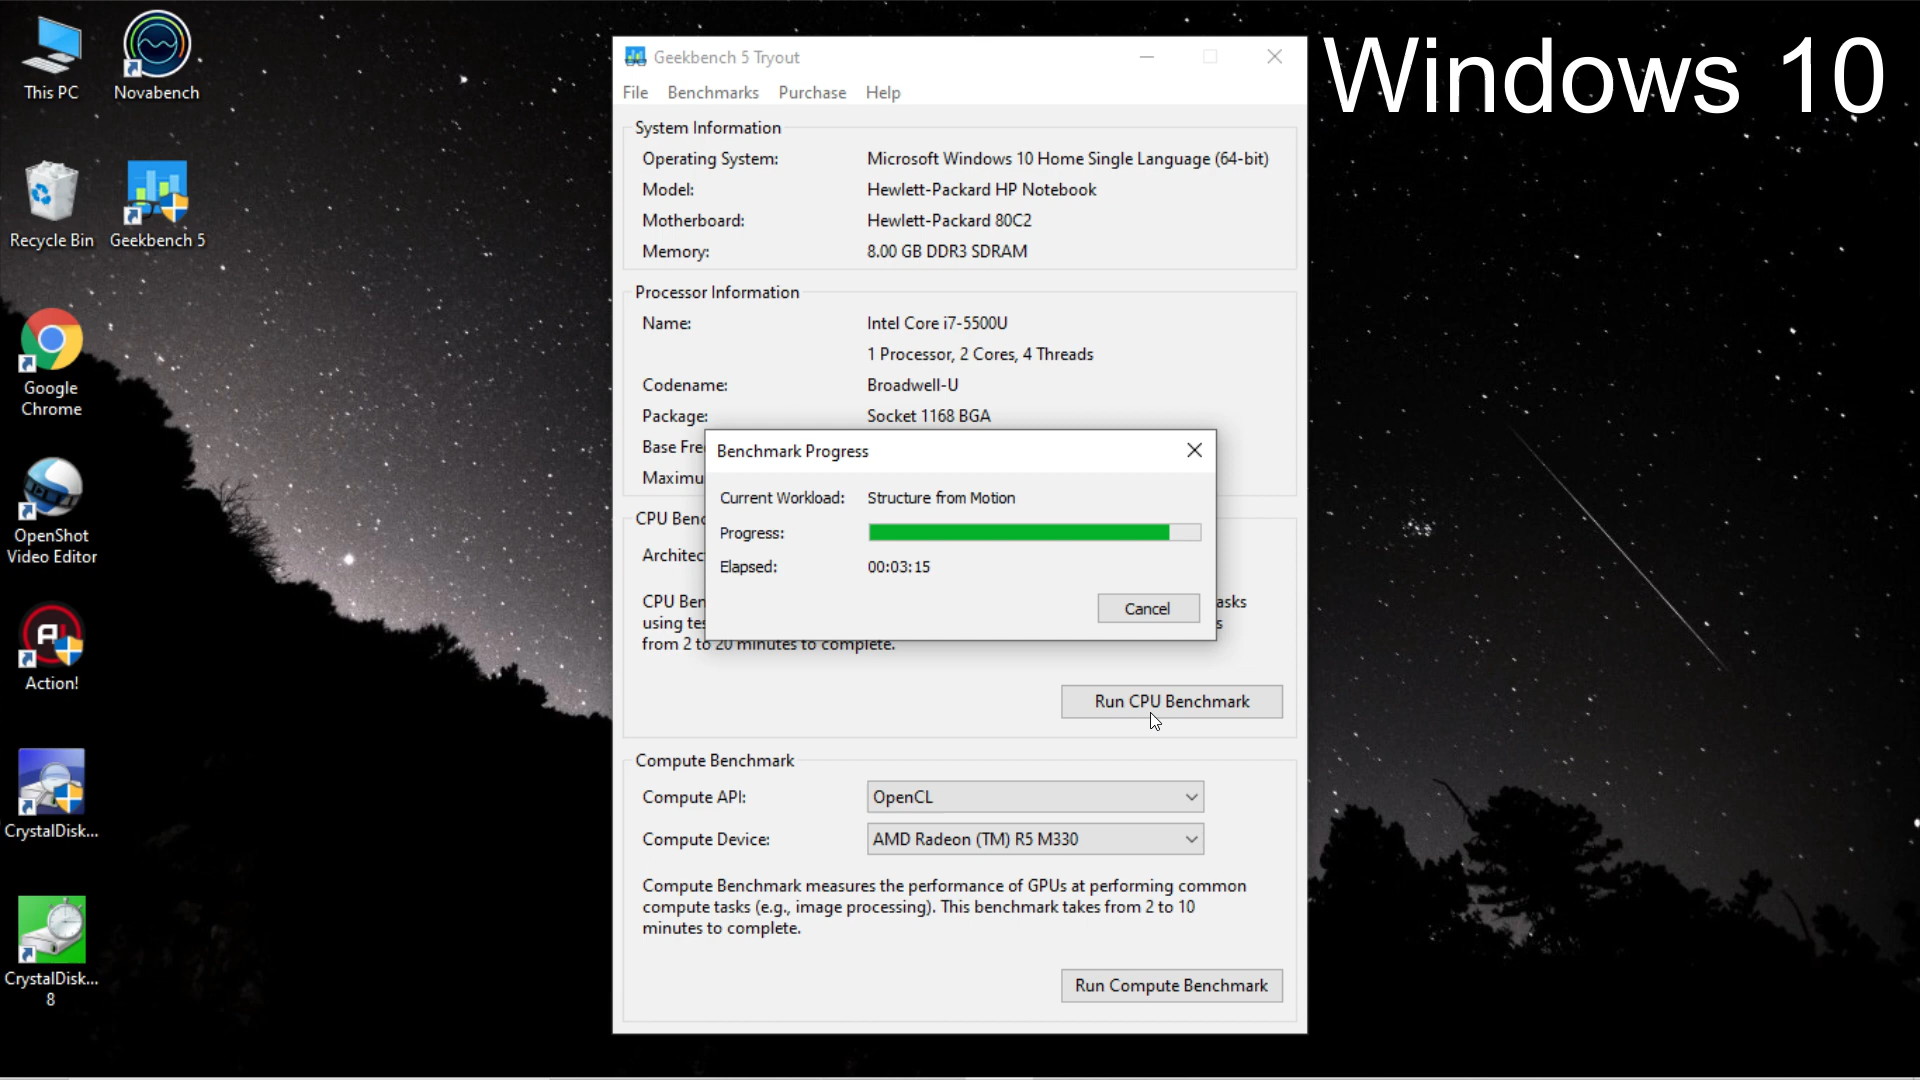 Windows 10
This PC
Novabench
Recycle Bin
Geekbench 5
Google
Chrome
OpenShot
Video Editor
Action!
CrystalDisk...
CrystalDisk...
8
Geekbench 5 Tryout
File Benchmarks Purchase Help
System Information
Operating System: Microsoft Windows 10 Home Single Language (64-bit)
Model: Hewlett-Packard HP Notebook
Motherboard: Hewlett-Packard 80C2
Memory: 8.00 GB DDR3 SDRAM
Processor Information
Name: Intel Core i7-5500U
1 Processor, 2 Cores, 4 Threads
Codename: Broadwell-U
Package: Socket 1168 BGA
Base Fre
Maximu
Benchmark Progress
Current Workload: Structure from Motion
Progress:
Elapsed: 00:03:15
Cancel
CPU Benc
Architec
CPU Ben asks
using tes s
from 2 to 20 minutes to complete.
Run CPU Benchmark
Compute Benchmark
Compute API: OpenCL
Compute Device: AMD Radeon (TM) R5 M330
Compute Benchmark measures the performance of GPUs at performing common
compute tasks (e.g., image processing). This benchmark takes from 2 to 10
minutes to complete.
Run Compute Benchmark